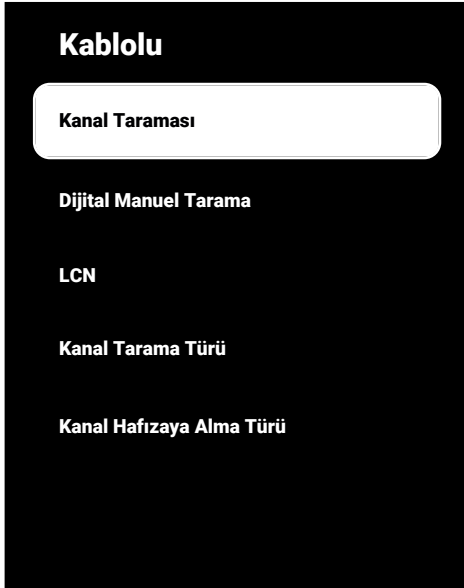 Kablolu
Kanal Taraması
Dijital Manuel Tarama
LCN
Kanal Tarama Türü
Kanal Hafızaya Alma Türü